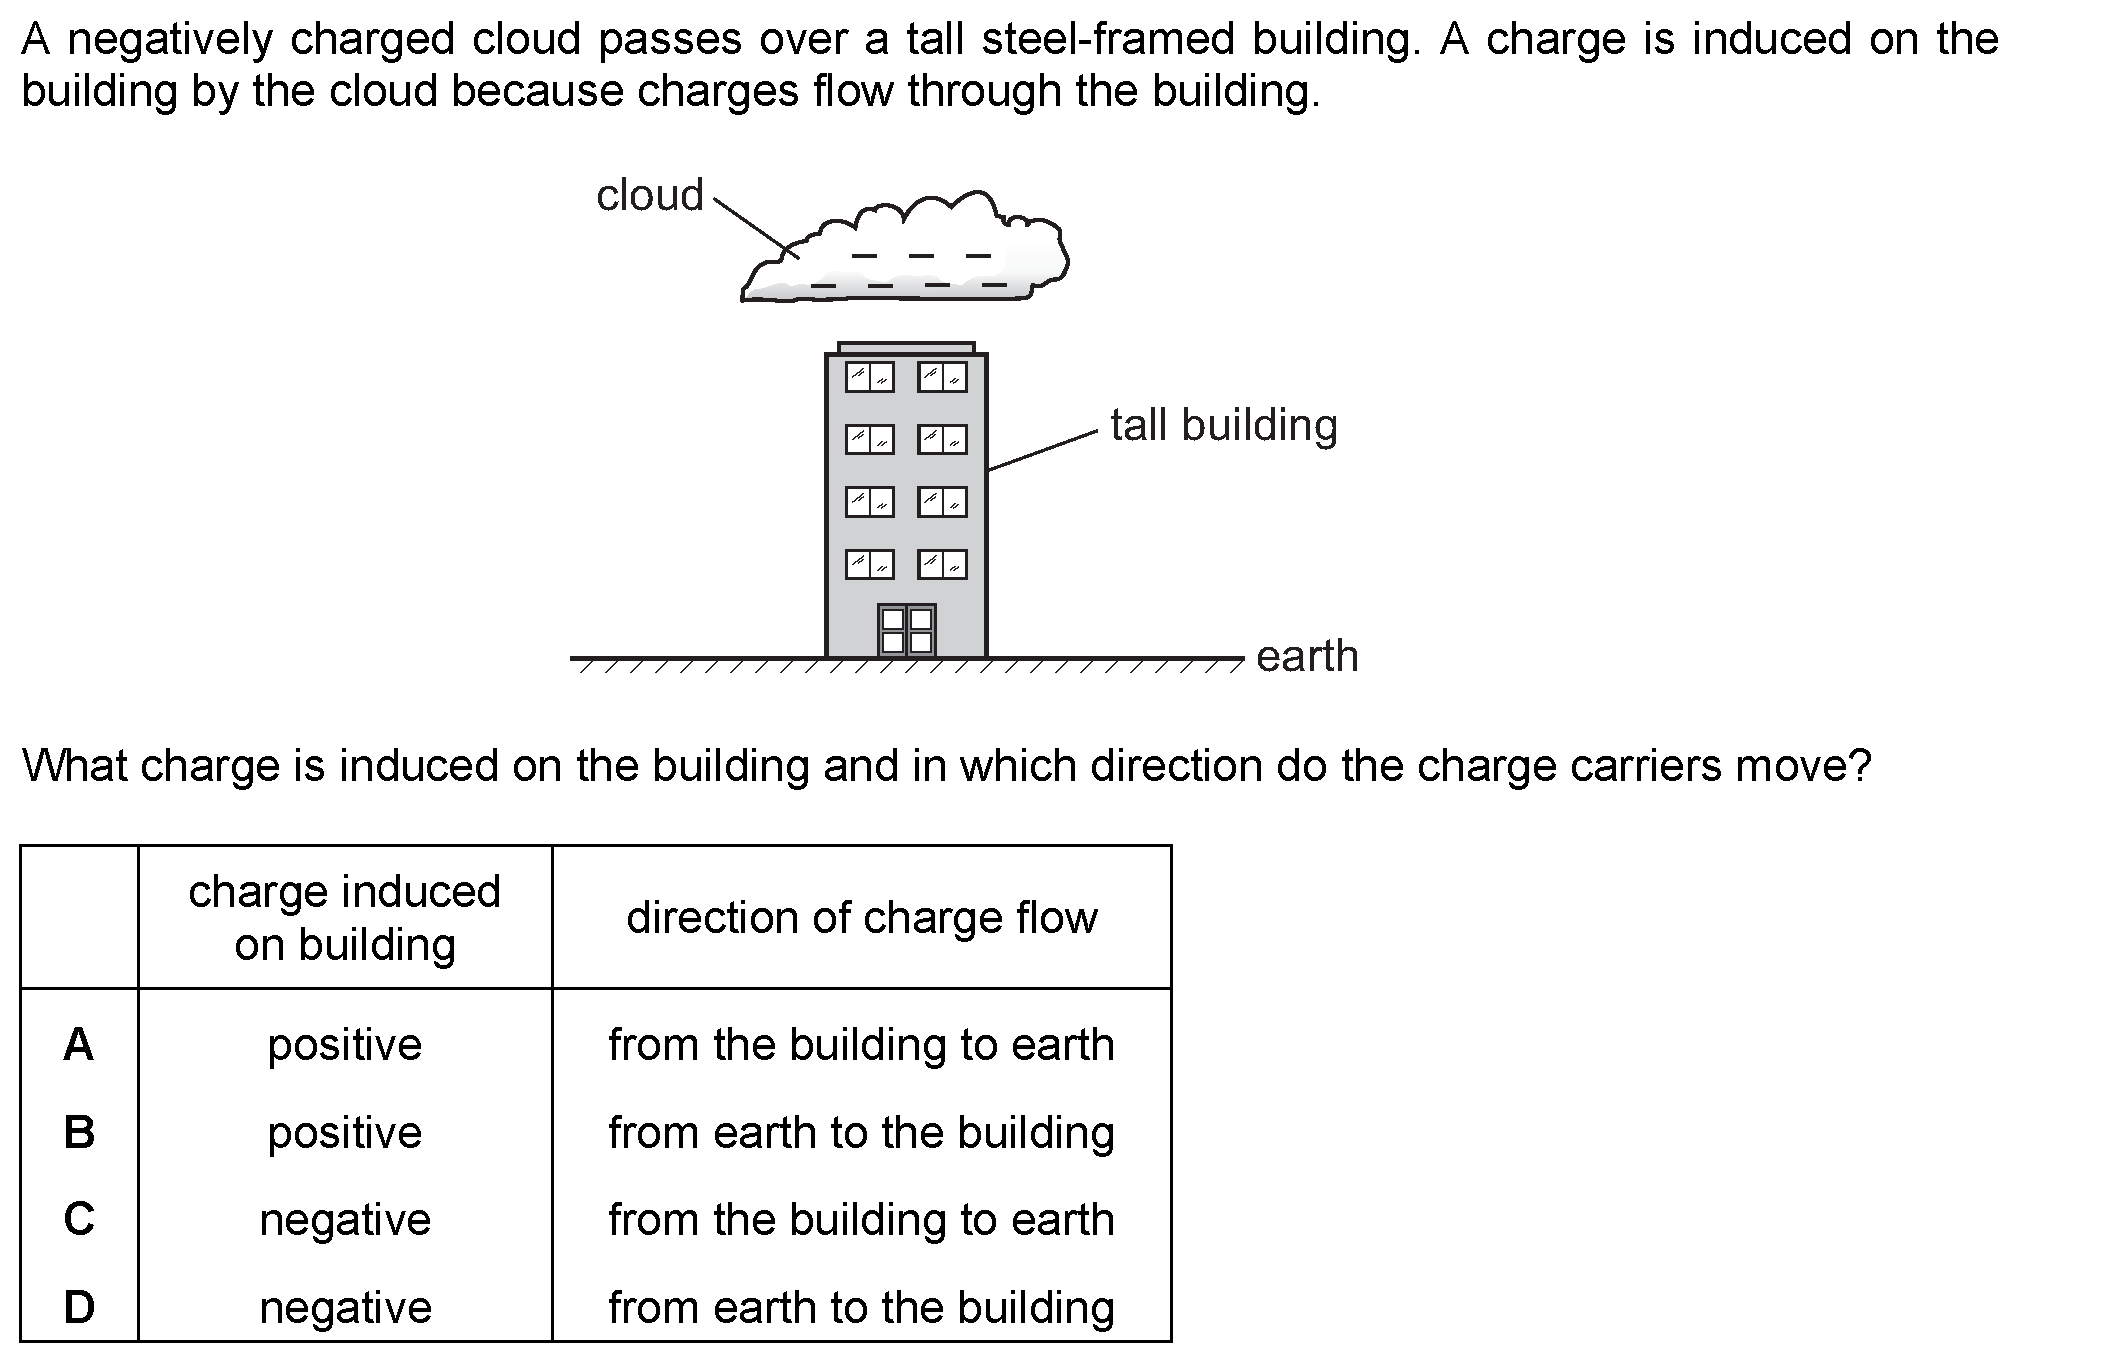 A negatively charged cloud passes over a tall steel-framed building. A charge is induced on the
building by the cloud because charges flow through the building.
cloud
tall building
earth
What charge is induced on the building and in which direction do the charge carriers move?
charge induced
on building
direction of charge flow
A positive from the building to earth
B positive from earth to the building
C negative from the building to earth
D negative from earth to the building